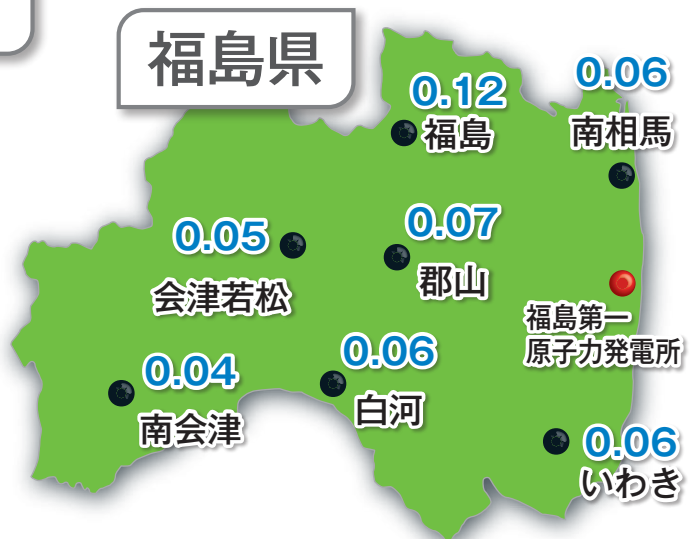 福島県
0.12
福島
0.06
南相馬
0.05
会津若松
0.07
郡山
福島第一
原子力発電所
0.04
南会津
0.06
白河
0.06
いわき